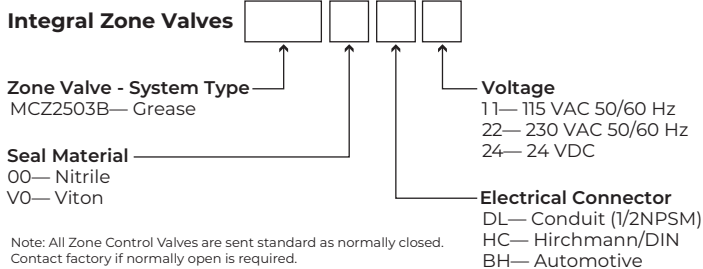 Integral Zone Valves
Zone Valve - System Type
MCZ2503B— Grease
Seal Material
00— Nitrile
V0— Viton
Note: All Zone Control Valves are sent standard as normally closed.
Contact factory if normally open is required.
Voltage
11— 115 VAC 50/60 Hz
22— 230 VAC 50/60 Hz
24— 24 VDC
Electrical Connector
DL— Conduit (1/2NPSM)
HC— Hirchmann/DIN
BH— Automotive